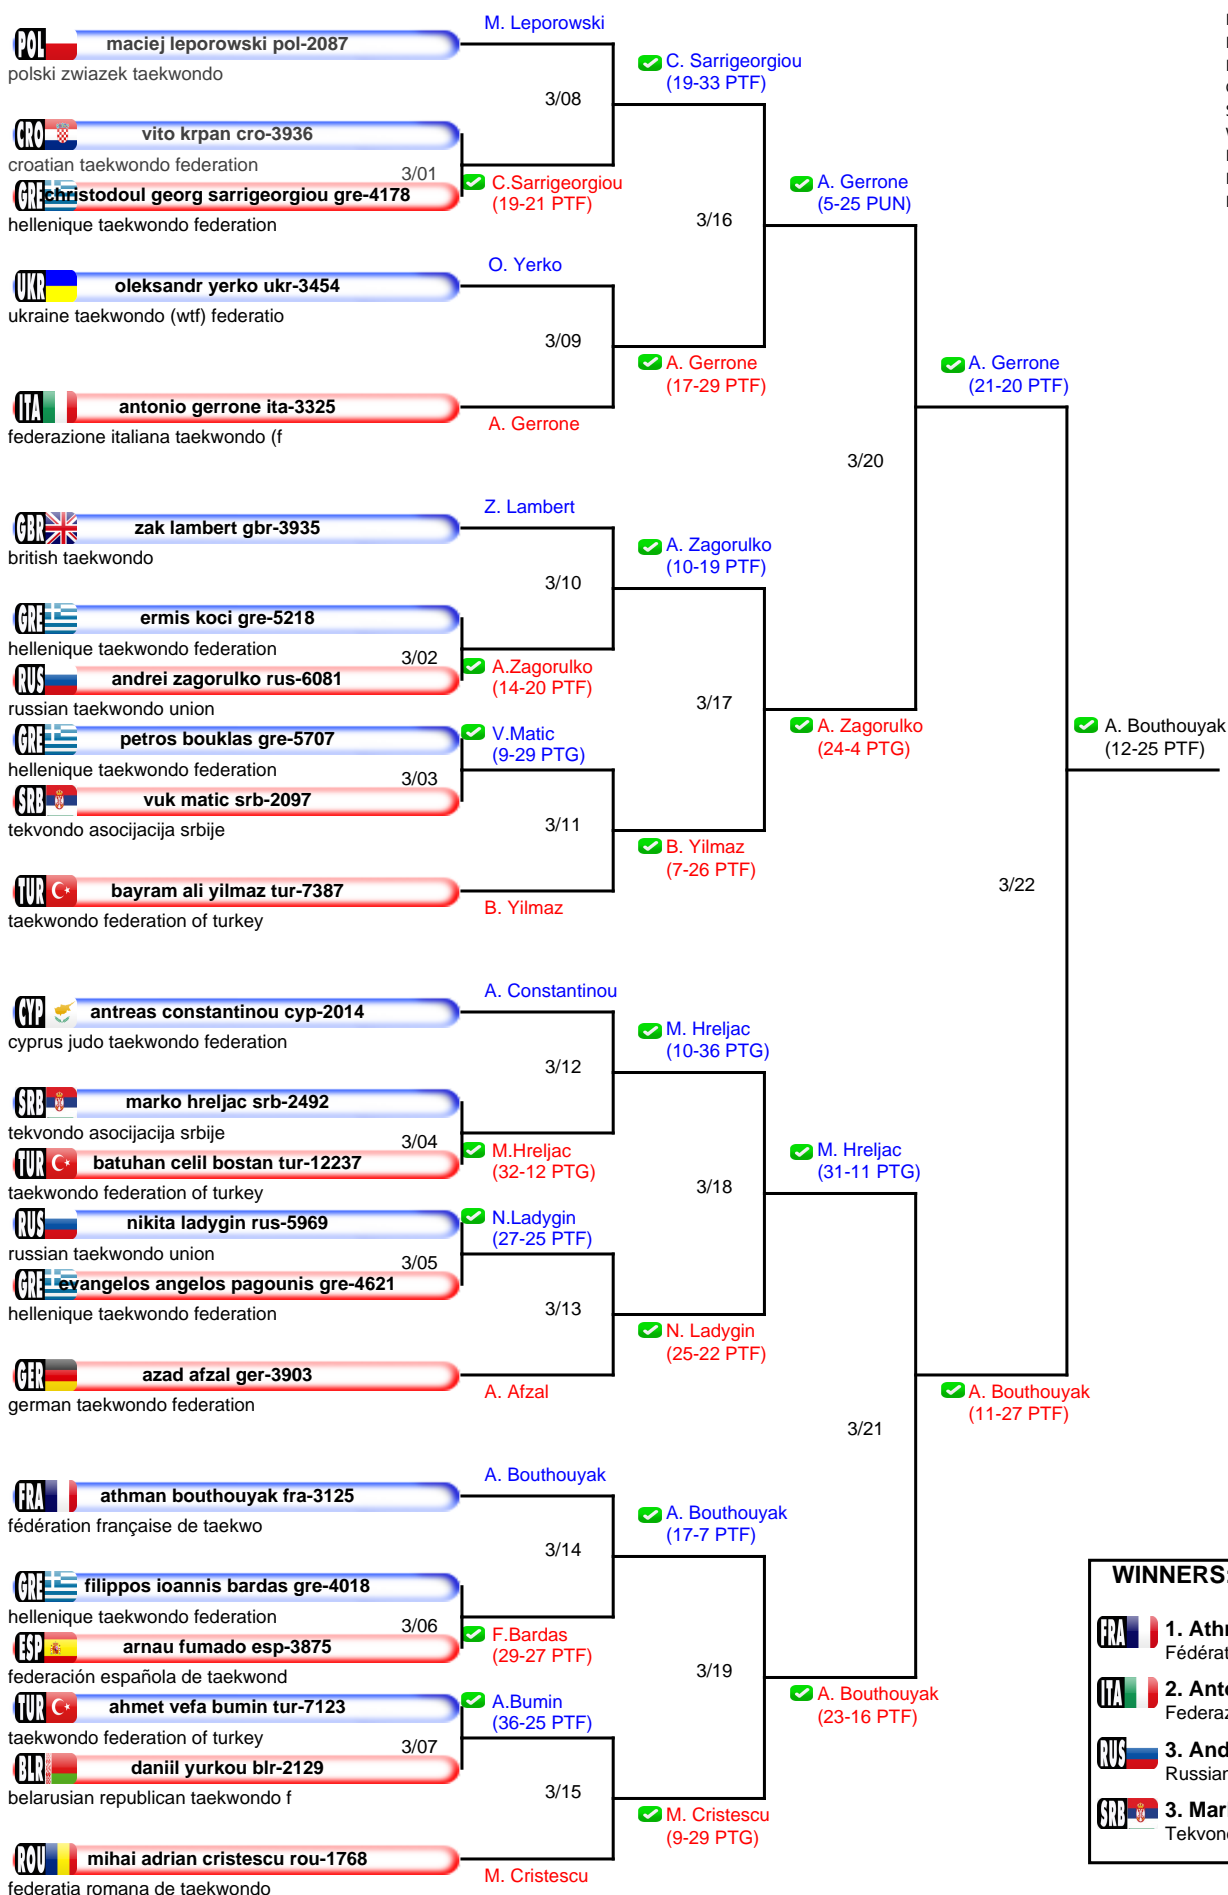 M. Leporowski
POL maciej leporowski pol-2087
polski zwiazek taekwondo
C. Sarrigeorgiou
(19-33 PTF)
3/08
CRO vito krpan cro-3936
croatian taekwondo federation
3/01
GRE christodoul georg sarrigeorgiou gre-4178
hellenique taekwondo federation
C.Sarrigeorgiou
(19-21 PTF)
A. Gerrone
(5-25 PUN)
3/16
O. Yerko
UKR oleksandr yerko ukr-3454
ukraine taekwondo (wtf) federatio
3/09
A. Gerrone
(17-29 PTF)
A. Gerrone
(21-20 PTF)
ITA antonio gerrone ita-3325
federazione italiana taekwondo (f
A. Gerrone
3/20
Z. Lambert
GBR zak lambert gbr-3935
british taekwondo
A. Zagorulko
(10-19 PTF)
3/10
GRE ermis koci gre-5218
hellenique taekwondo federation
3/02
RUS andrei zagorulko rus-6081
russian taekwondo union
A.Zagorulko
(14-20 PTF)
3/17
GRE petros bouklas gre-5707
hellenique taekwondo federation
V.Matic
(9-29 PTG)
A. Zagorulko
(24-4 PTG)
A. Bouthouyak
(12-25 PTF)
3/03
SRB vuk matic srb-2097
tekvondo asocijacija srbije
3/11
B. Yilmaz
(7-26 PTF)
TUR bayram ali yilmaz tur-7387
taekwondo federation of turkey
B. Yilmaz
3/22
A. Constantinou
CYP antreas constantinou cyp-2014
cyprus judo taekwondo federation
M. Hreljac
(10-36 PTG)
3/12
SRB marko hreljac srb-2492
tekvondo asocijacija srbije
3/04
TUR batuhan celil bostan tur-12237
taekwondo federation of turkey
M.Hreljac
(32-12 PTG)
M. Hreljac
(31-11 PTG)
3/18
RUS nikita ladygin rus-5969
russian taekwondo union
N.Ladygin
(27-25 PTF)
3/05
GRE evangelos angelos pagounis gre-4621
hellenique taekwondo federation
3/13
N. Ladygin
(25-22 PTF)
GER azad afzal ger-3903
german taekwondo federation
A. Afzal
A. Bouthouyak
(11-27 PTF)
3/21
A. Bouthouyak
FRA athman bouthouyak fra-3125
fédération française de taekwo
A. Bouthouyak
(17-7 PTF)
3/14
GRE filippos ioannis bardas gre-4018
hellenique taekwondo federation
3/06
ESP arnau fumado esp-3875
federación española de taekwond
F.Bardas
(29-27 PTF)
3/19
TUR ahmet vefa bumin tur-7123
taekwondo federation of turkey
A.Bumin
(36-25 PTF)
A. Bouthouyak
(23-16 PTF)
3/07
BLR daniil yurkou blr-2129
belarusian republican taekwondo f
3/15
M. Cristescu
(9-29 PTG)
ROU mihai adrian cristescu rou-1768
federatia romana de taekwondo
M. Cristescu
WINNERS:
FRA 1. Athm
Fédérat
ITA 2. Anto
Federaz
RUS 3. And
Russian
SRB 3. Mar
Tekvon